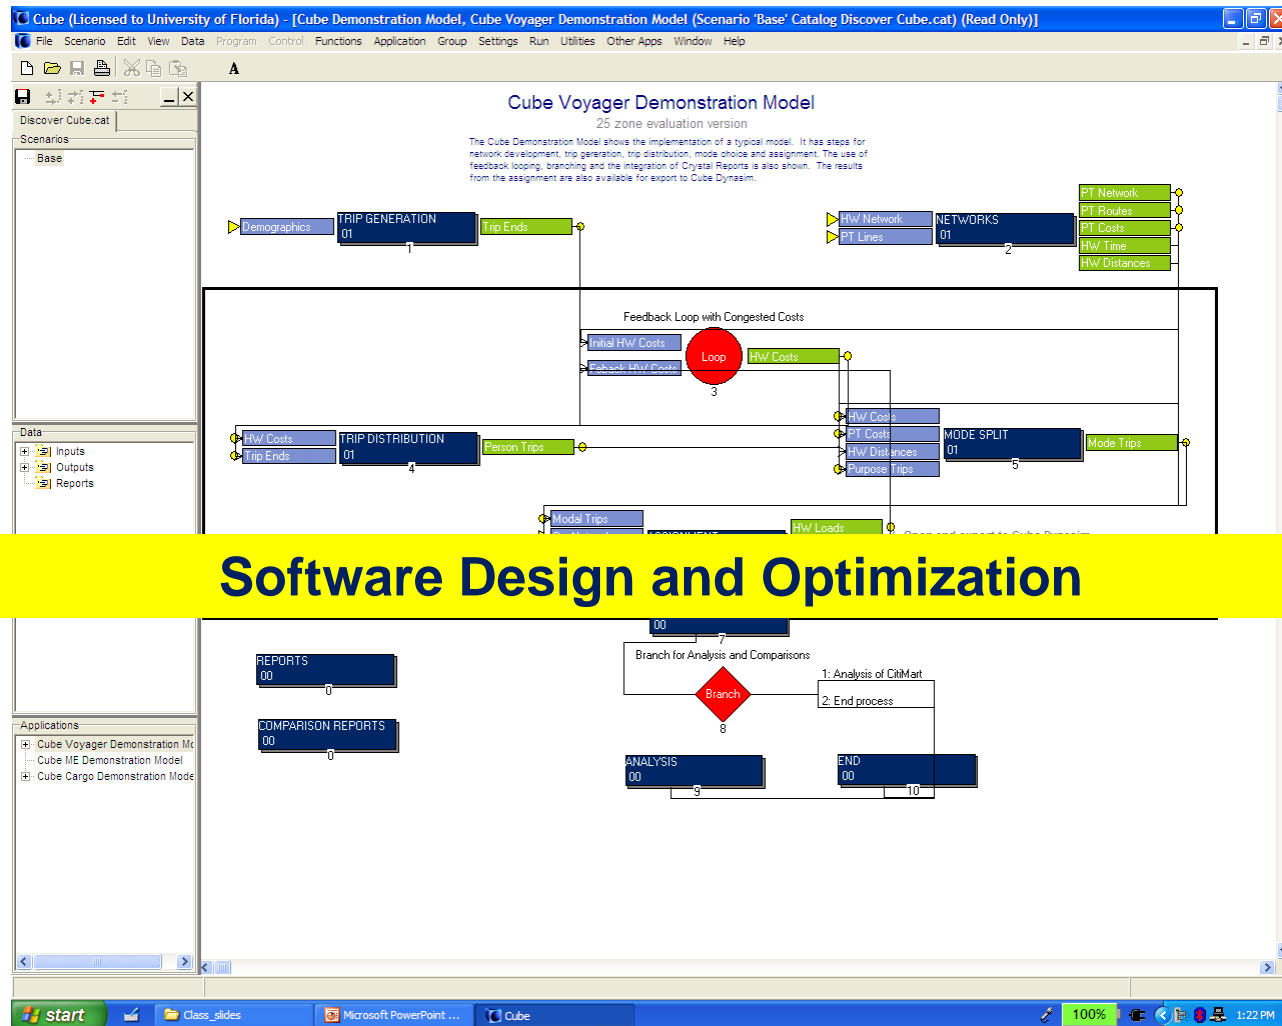 Cube (Licensed to University of Florida) - [Cube Demonstration Model, Cube Voyager Demonstration Model (Scenario 'Base' Catalog Discover Cube.cat) (Read Only)]
File Scenario Edit View Data Program Control Functions Application Group Settings Run Utilities Other Apps Window Help
A
Discover Cube.cat
Scenarios
Base
Data
Inputs
Outputs
Reports
Applications
Cube Voyager Demonstration Mo
Cube ME Demonstration Model
Cube Cargo Demonstration Mode
Cube Voyager Demonstration Model
25 zone evaluation version
The Cube Demonstration Model shows the implementation of a typical model. It has steps for
network development, trip generation, trip distribution, mode choice and assignment. The use of
feedback looping, branching and the integration of Crystal Reports is also shown. The results
from the assignment are also available for export to Cube Dynasim.
Demographics
TRIP GENERATION
01
1
Trip Ends
HW Network
PT Lines
NETWORKS
01
2
PT Network
PT Routes
PT Costs
HW Time
HW Distances
Feedback Loop with Congested Costs
Initial HW Costs
Feback HW Costs
Loop
3
HW Costs
HW Costs
Trip Ends
TRIP DISTRIBUTION
01
4
Person Trips
HW Costs
PT Costs
HW Distances
Purpose Trips
MODE SPLIT
01
5
Mode Trips
Modal Trips
HW Loads
Software Design and Optimization
00
7
REPORTS
00
0
COMPARISON REPORTS
00
0
Branch for Analysis and Comparisons
Branch
8
1: Analysis of CitiMart
2: End process
ANALYSIS
00
9
END
00
10
start
Class_slides
Microsoft PowerPoint ...
Cube
100%
1:22 PM